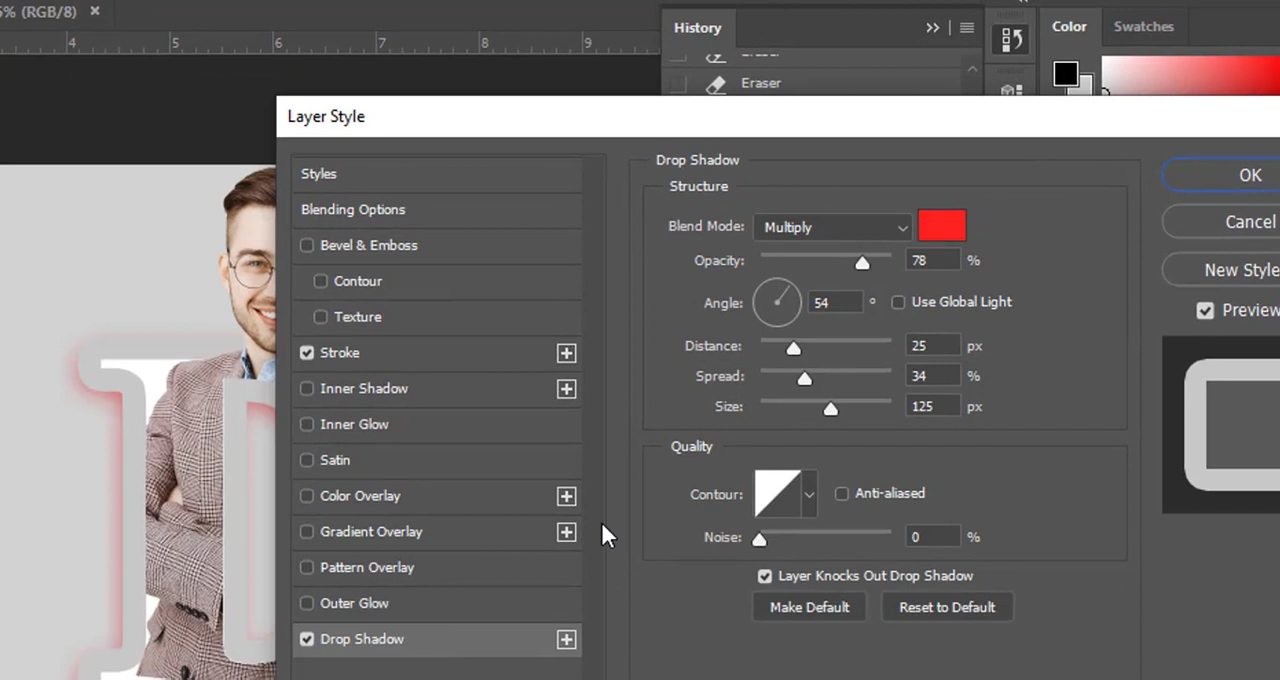 5% (RGB/8) ×
4 5 6 7 8 9
History
Color Swatches
Eraser
Layer Style
Styles
Blending Options
Bevel & Emboss
Contour
Texture
Stroke
Inner Shadow
Inner Glow
Satin
Color Overlay
Gradient Overlay
Pattern Overlay
Outer Glow
Drop Shadow
Drop Shadow
Structure
Blend Mode: Multiply
Opacity: 78 %
Angle: 54 ° Use Global Light
Distance: 25 px
Spread: 34 %
Size: 125 px
Quality
Contour: Anti-aliased
Noise: 0 %
Layer Knocks Out Drop Shadow
Make Default Reset to Default
OK
Cancel
New Style
Preview